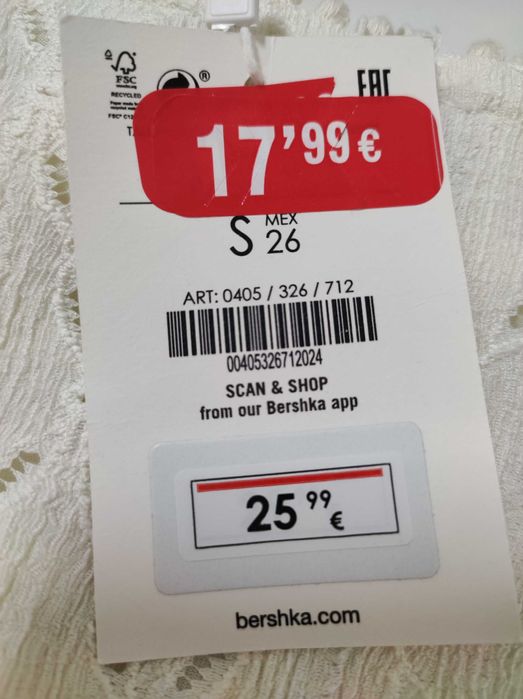 FSC
RECYCLED
®
EAC
17'99 €
MEX
S 26
ART: 0405 / 326 / 712
00405326712024
SCAN & SHOP
from our Bershka app
25 99 €
bershka.com